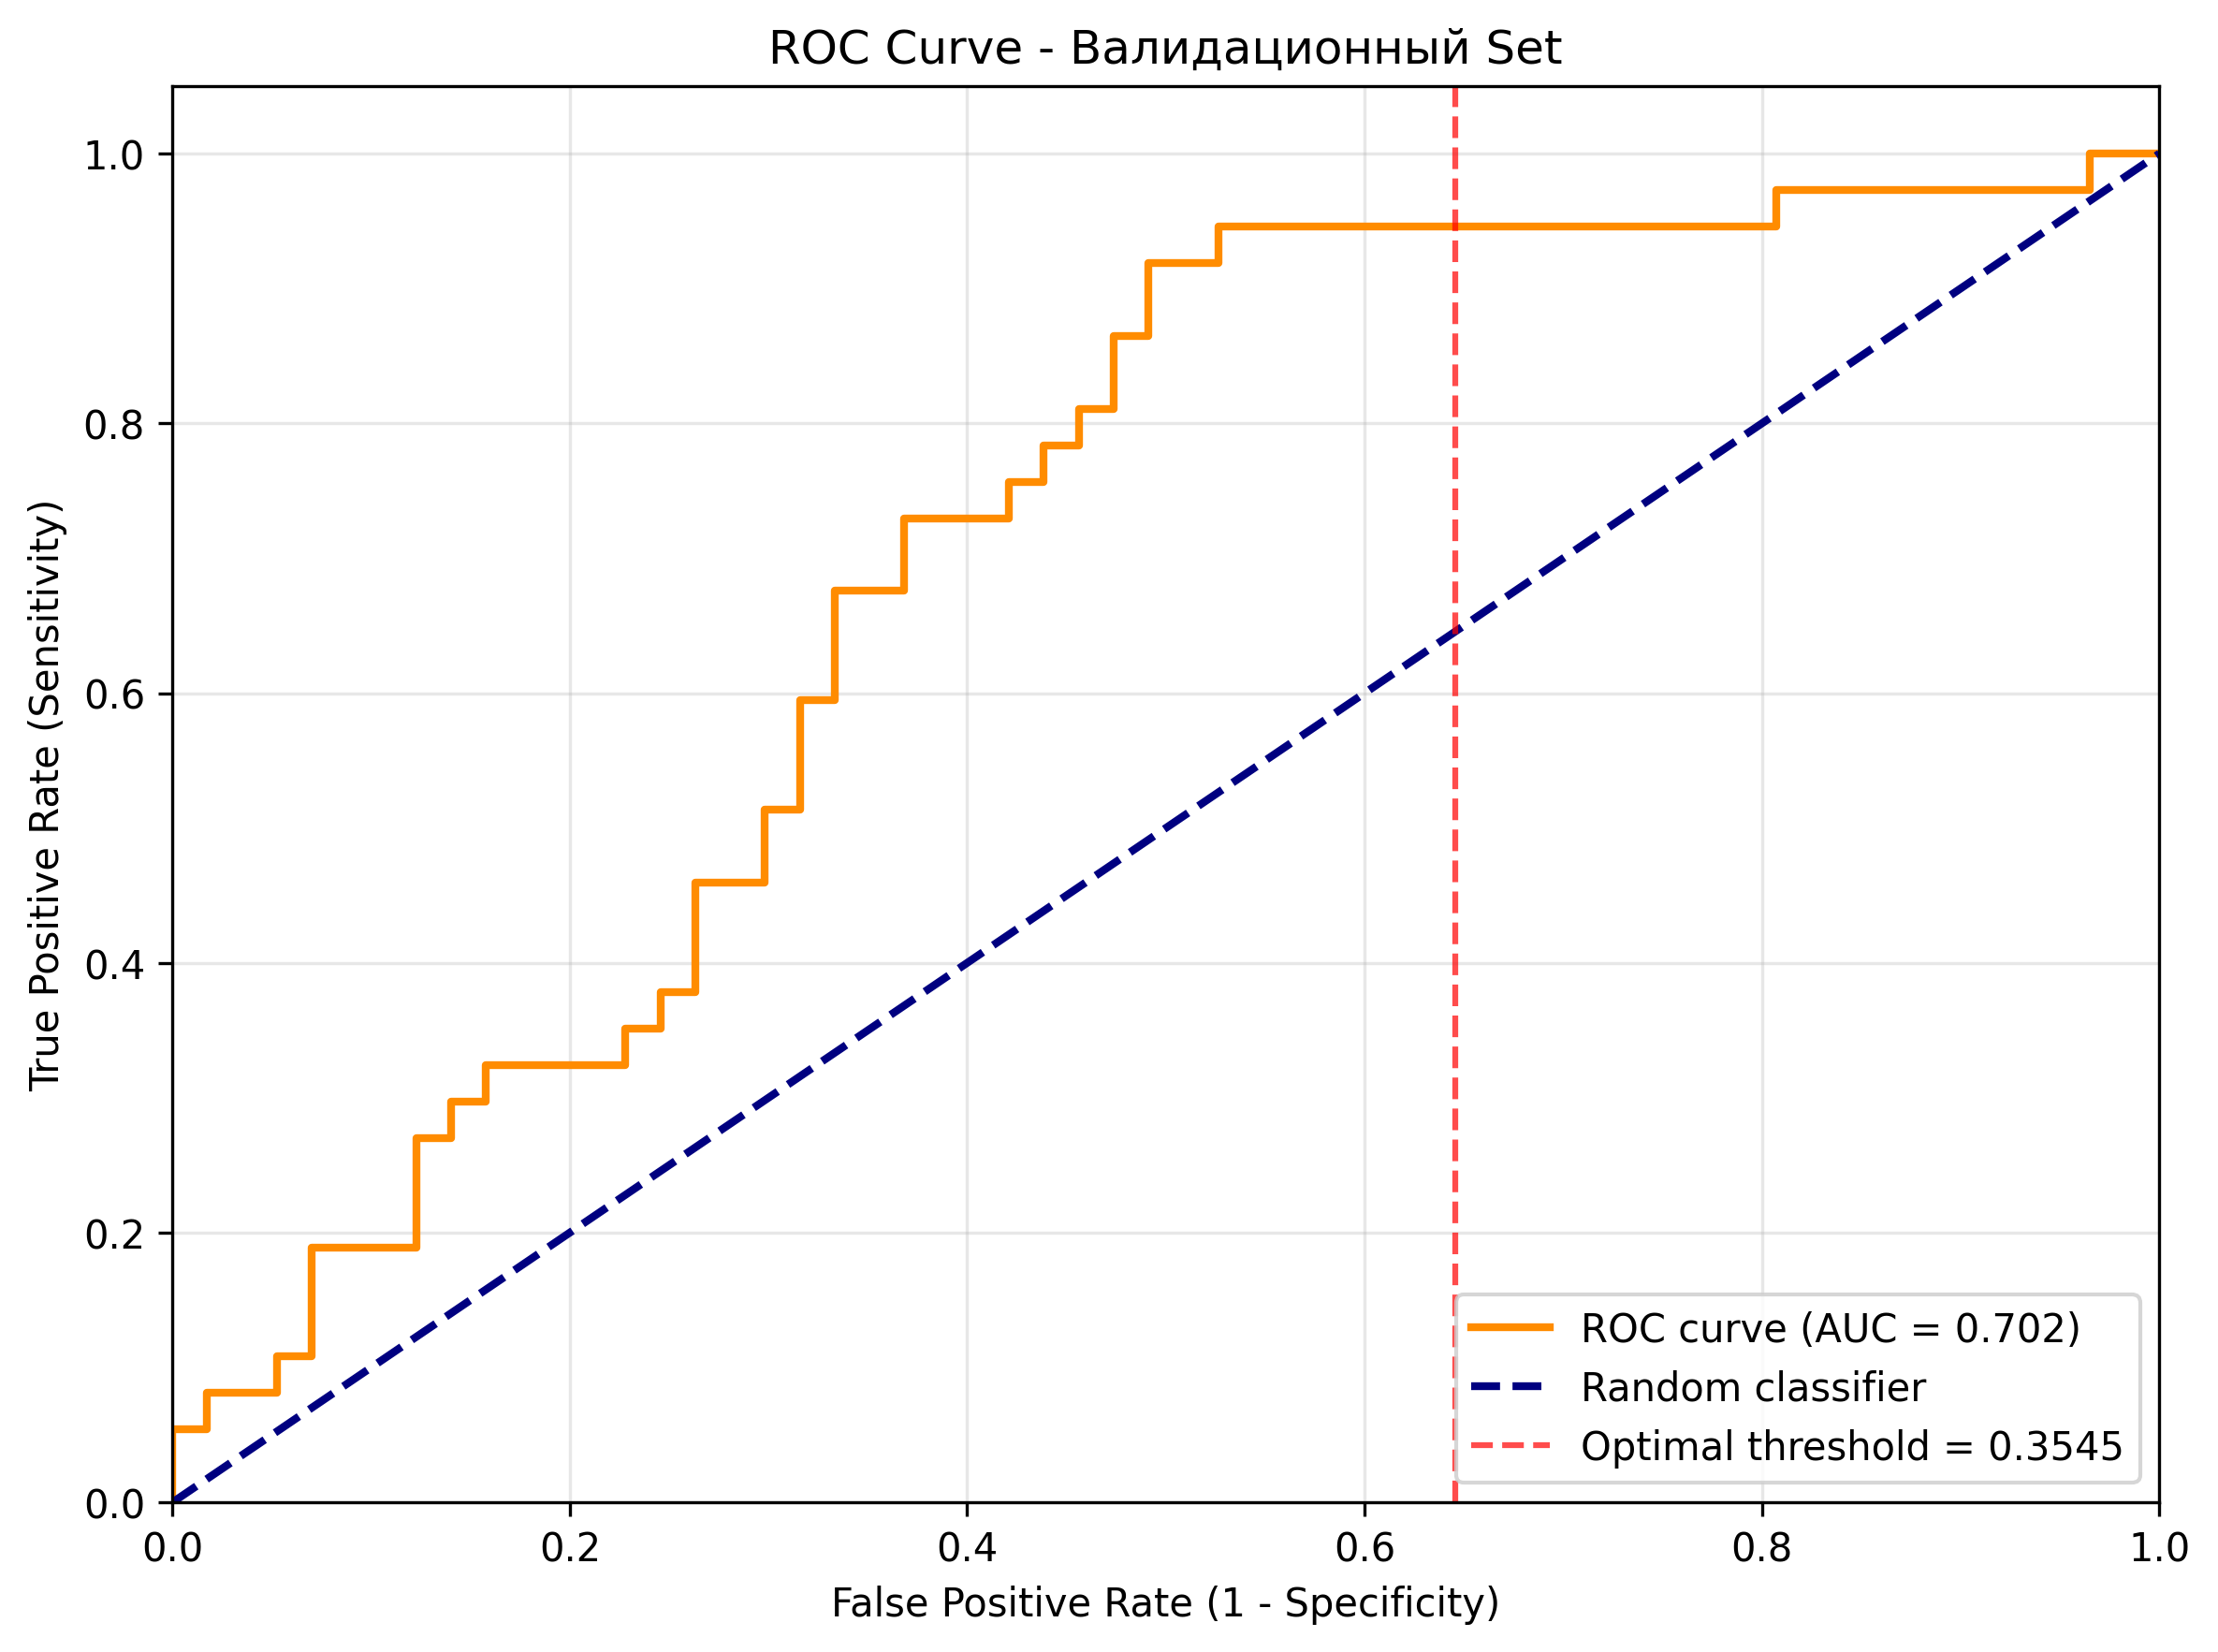 ROC Curve - Валидационный Set
True Positive Rate (Sensitivity)
1.0
0.8
0.6
0.4
0.2
0.0
0.0 0.2 0.4 0.6 0.8 1.0
False Positive Rate (1 - Specificity)
ROC curve (AUC = 0.702)
Random classifier
Optimal threshold = 0.3545